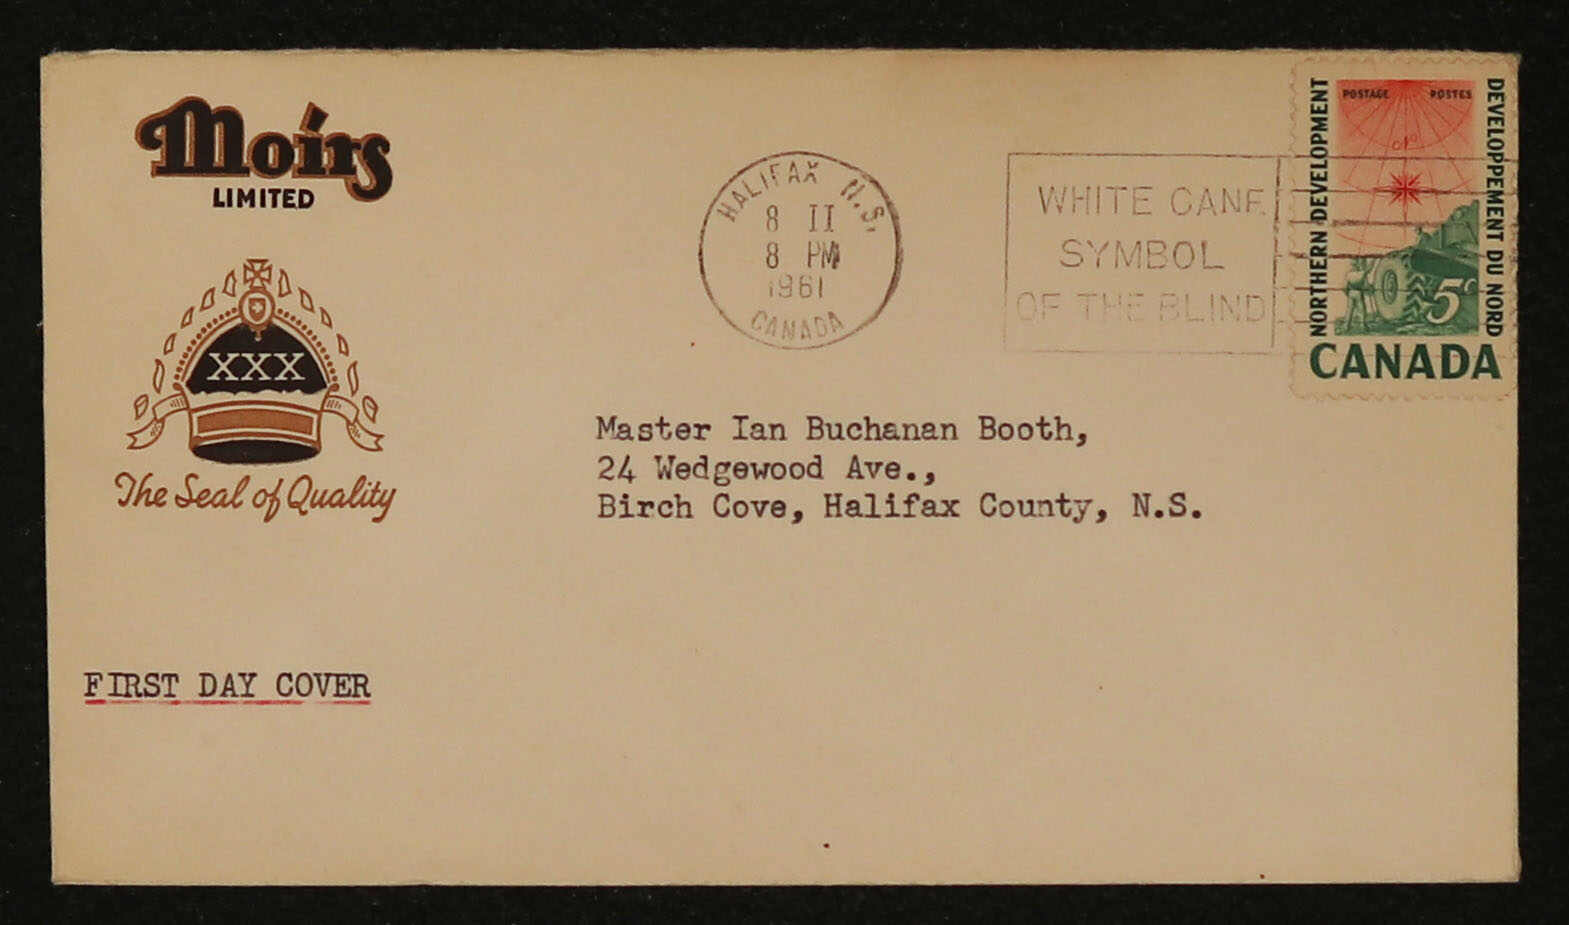 Moirs
LIMITED
XXX
The Seal of Quality
HALIFAX N.S.
8 II
8 PM
1961
CANADA
WHITE CANE
SYMBOL
OF THE BLIND
POSTAGE POSTES
NORTHERN DEVELOPMENT
DEVELOPPEMENT DU NORD
5c
CANADA
Master Ian Buchanan Booth,
24 Wedgewood Ave.,
Birch Cove, Halifax County, N.S.
FIRST DAY COVER